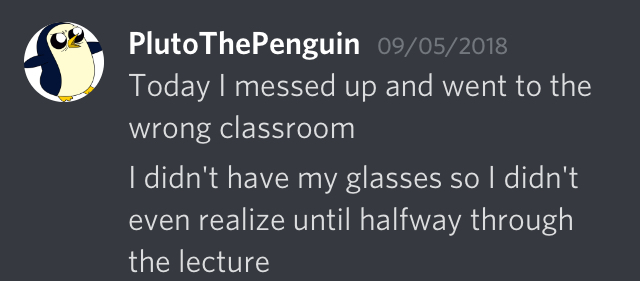 PlutoThePenguin 09/05/2018
Today I messed up and went to the
wrong classroom
I didn't have my glasses so I didn't
even realize until halfway through
the lecture